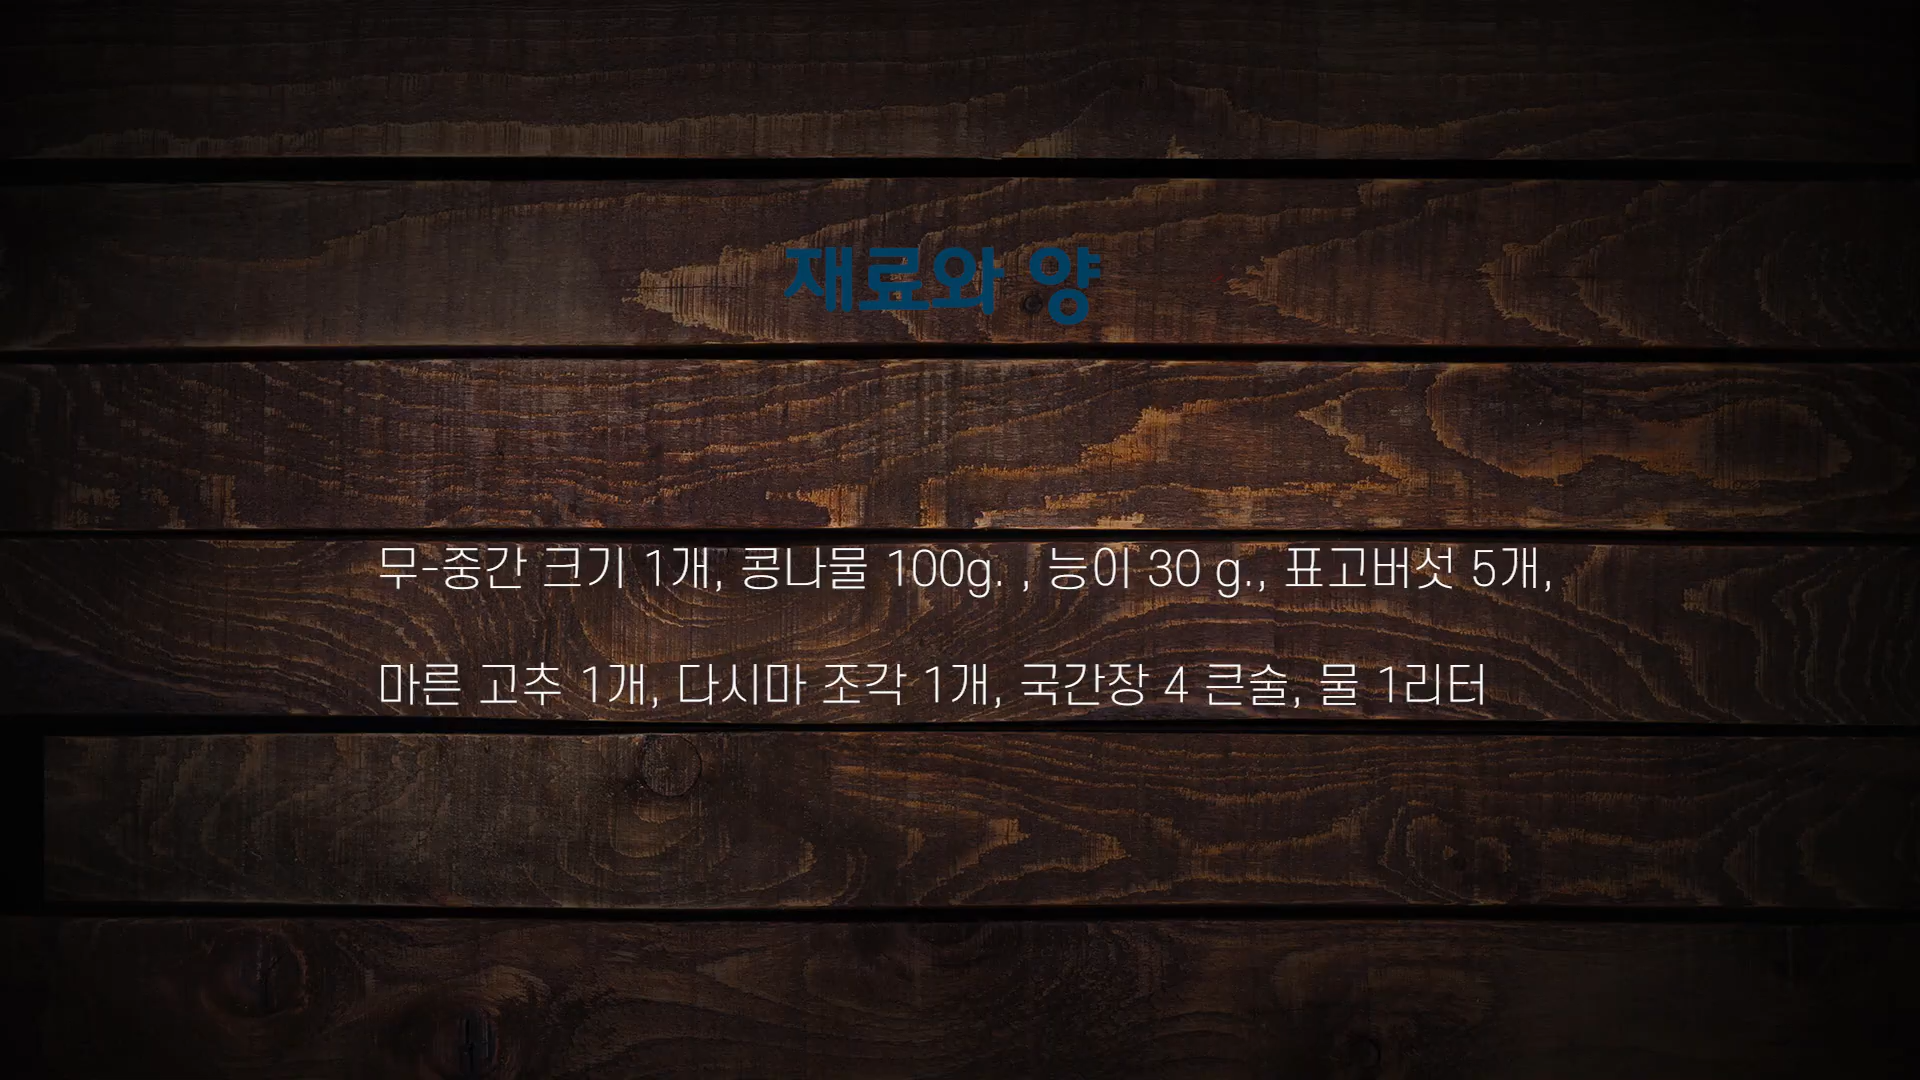 재료와 양
무-중간 크기 1개, 콩나물 100g. , 능이 30 g., 표고버섯 5개,
마른 고추 1개, 다시마 조각 1개, 국간장 4 큰술, 물 1리터